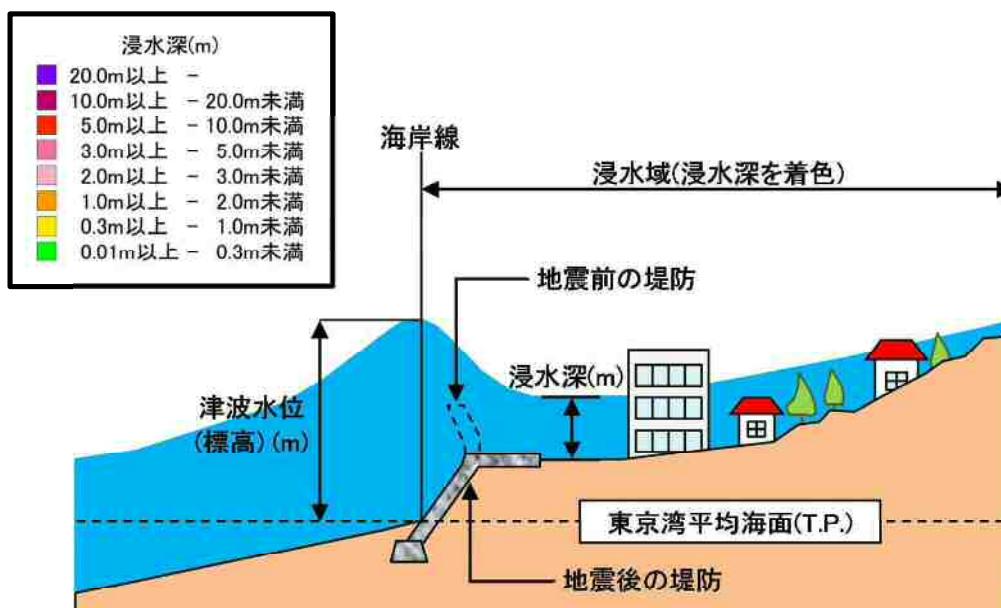 浸水深(m)
20.0m以上 -
10.0m以上 - 20.0m未満
5.0m以上 - 10.0m未満
3.0m以上 - 5.0m未満
2.0m以上 - 3.0m未満
1.0m以上 - 2.0m未満
0.3m以上 - 1.0m未満
0.01m以上 - 0.3m未満
海岸線
浸水域(浸水深を着色)
地震前の堤防
浸水深(m)
津波水位
(標高)(m)
東京湾平均海面(T.P.)
地震後の堤防